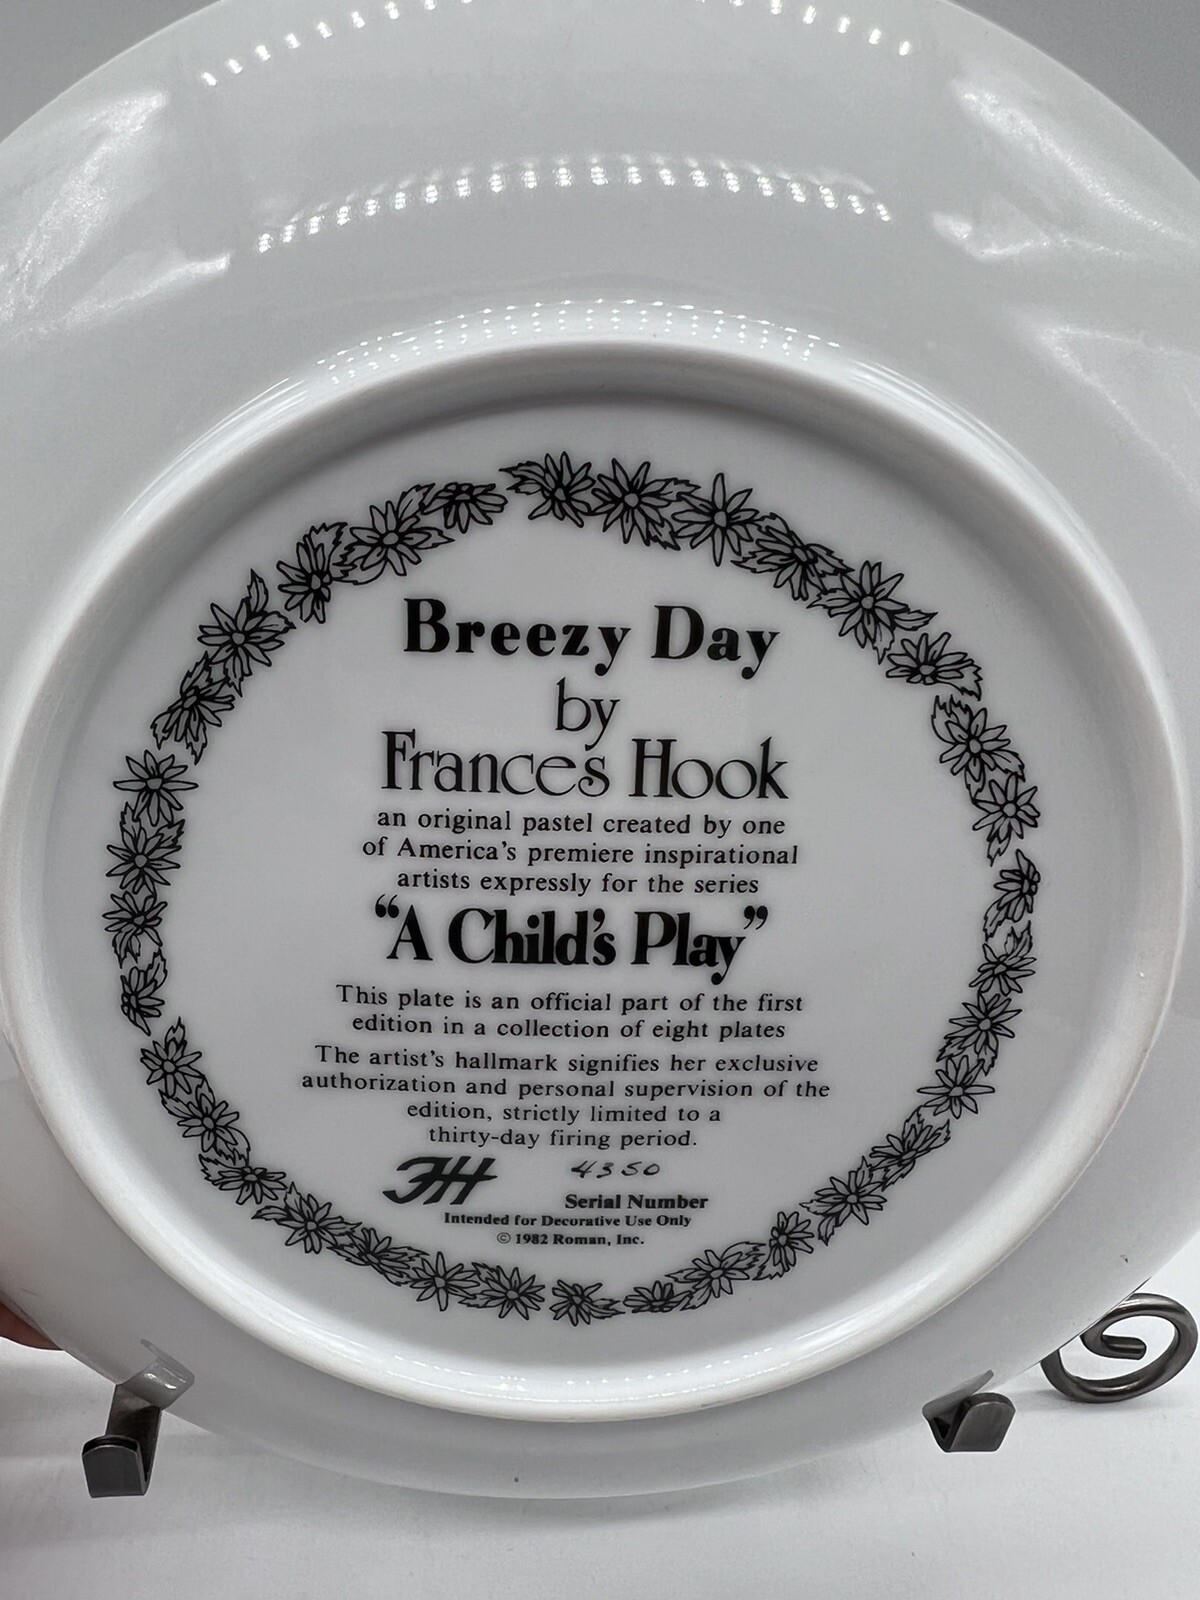 Breezy Day
by
Frances Hook
an original pastel created by one
of America's premiere inspirational
artists expressly for the series
“A Child's Play”
This plate is an official part of the first
edition in a collection of eight plates
The artist's hallmark signifies her exclusive
authorization and personal supervision of the
edition, strictly limited to a
thirty-day firing period.
FH 4350
Serial Number
Intended for Decorative Use Only
© 1982 Roman, Inc.